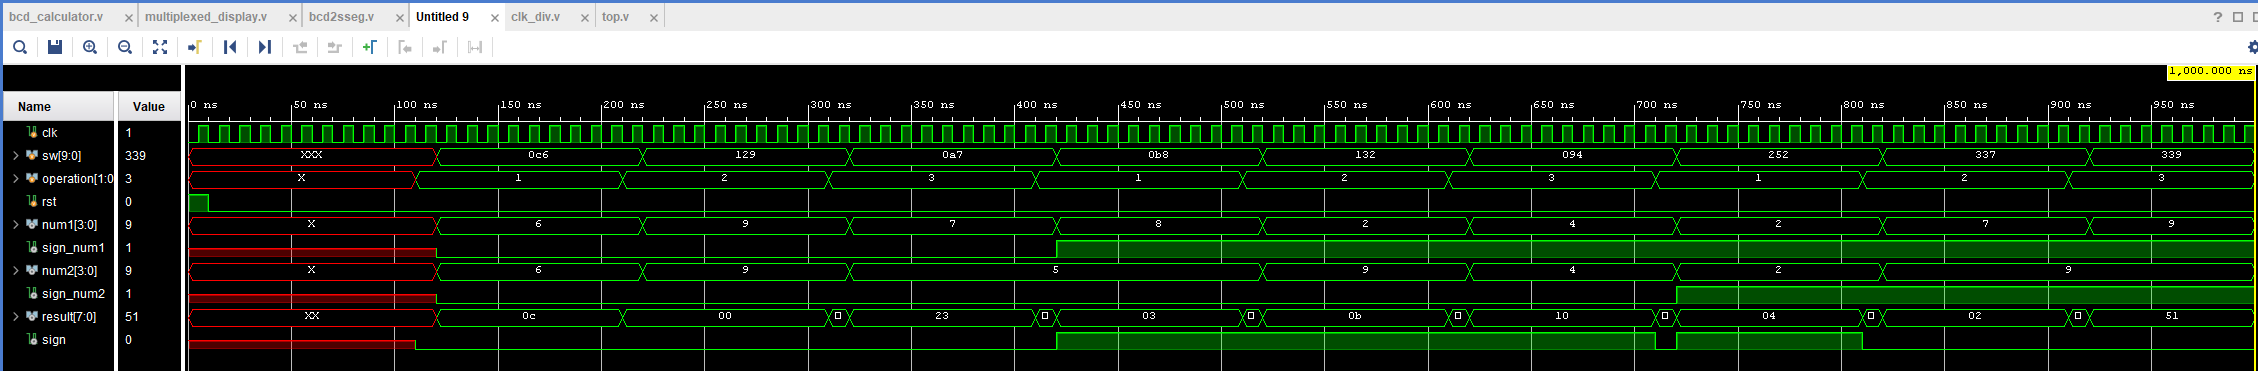 bcd_calculator.v multiplexed_display.v bcd2sseg.v Untitled 9 clk_div.v top.v ?
1,000.000 ns
Name Value 0 ns 50 ns 100 ns 150 ns 200 ns 250 ns 300 ns 350 ns 400 ns 450 ns 500 ns 550 ns 600 ns 650 ns 700 ns 750 ns 800 ns 850 ns 900 ns 950 ns
clk 1
sw[9:0] 339 XXX 0c6 129 0a7 0b8 132 094 252 337 339
operation[1:0 3 X 1 2 3 1 2 3 1 2 3
rst 0
num1[3:0] 9 X 6 9 7 8 2 4 2 7 9
sign_num1 1
num2[3:0] 9 X 6 9 5 9 4 2 9
sign_num2 1
result[7:0] 51 XX 0c 00 23 03 0b 10 04 02 51
sign 0